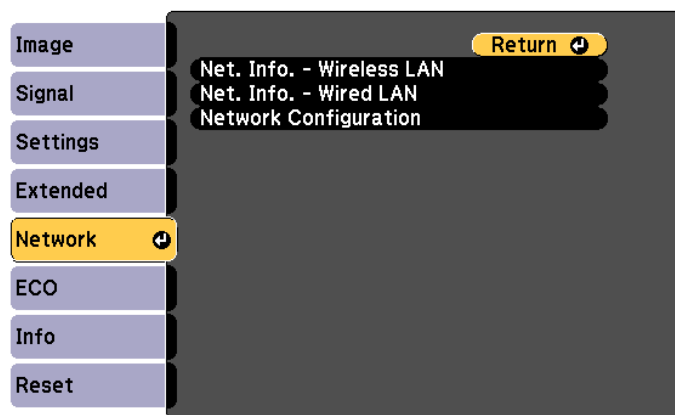 Image
Signal
Settings
Extended
Network
ECO
Info
Reset
Return
Net. Info. - Wireless LAN
Net. Info. - Wired LAN
Network Configuration